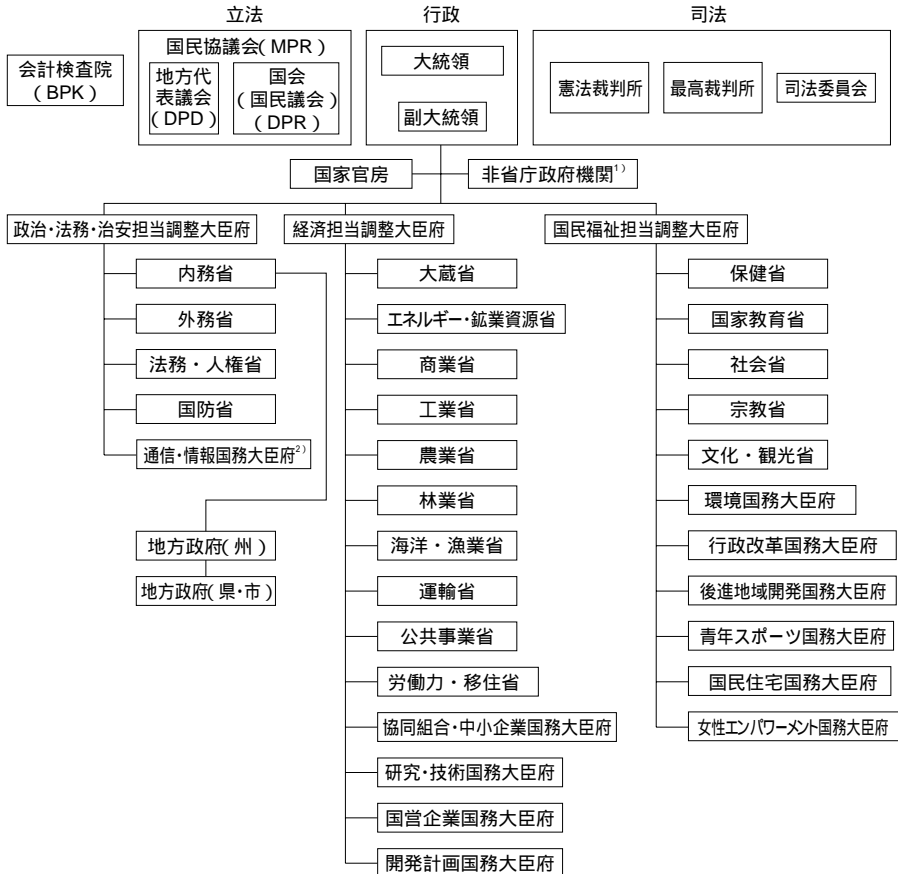 立法
行政
司法
会計検査院
(BPK)
国民協議会(MPR)
地方代
表議会
(DPD)
国会
(国民議会)
(DPR)
大統領
副大統領
憲法裁判所
最高裁判所
司法委員会
国家官房
非省庁政府機関1)
政治・法務・治安担当調整大臣府
内務省
外務省
法務・人権省
国防省
通信・情報国務大臣府2)
地方政府(州)
地方政府(県・市)
経済担当調整大臣府
大蔵省
エネルギー・鉱業資源省
商業省
工業省
農業省
林業省
海洋・漁業省
運輸省
公共事業省
労働力・移住省
協同組合・中小企業国務大臣府
研究・技術国務大臣府
国営企業国務大臣府
開発計画国務大臣府
国民福祉担当調整大臣府
保健省
国家教育省
社会省
宗教省
文化・観光省
環境国務大臣府
行政改革国務大臣府
後進地域開発国務大臣府
青年スポーツ国務大臣府
国民住宅国務大臣府
女性エンパワーメント国務大臣府